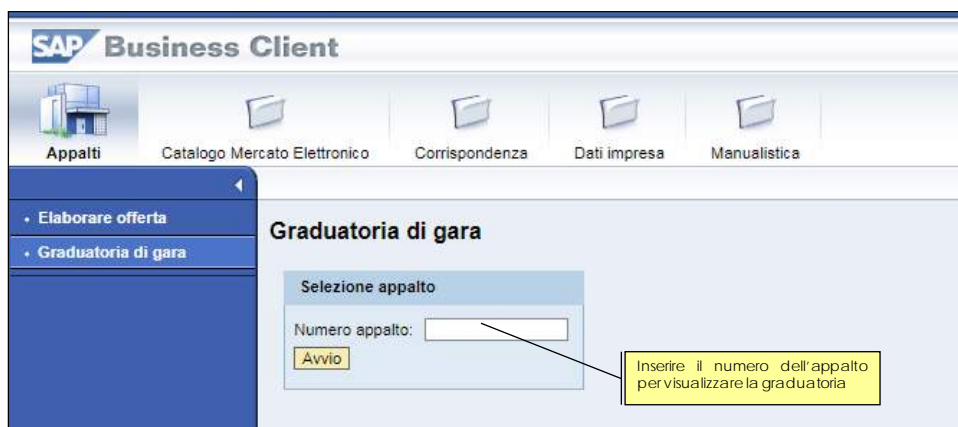 SAP Business Client
Appalti
Catalogo Mercato Elettronico
Corrispondenza
Dati impresa
Manualistica
• Elaborare offerta
• Graduatoria di gara
Graduatoria di gara
Selezione appalto
Numero appalto:
Avvio
Inserire il numero dell'appalto
per visualizzare la graduatoria